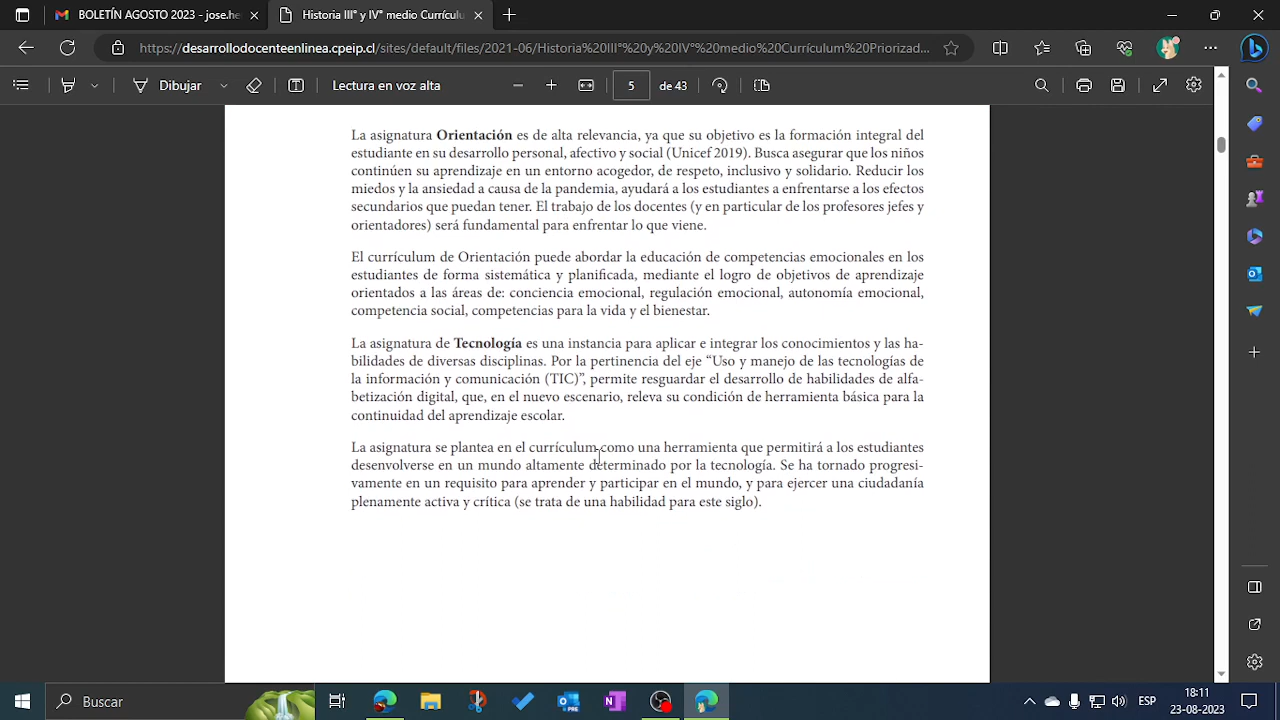 BOLETÍN AGOSTO 2023 - jose.he
Historia IIIº y IVº medio Currícul
https://desarrollodocenteenlinea.cpeip.cl/sites/default/files/2021-06/Historia%20III°%20y%20IV°%20medio%20Currículum%20Priorizad...
Dibujar
Lectura en voz alta
5 de 43
La asignatura Orientación es de alta relevancia, ya que su objetivo es la formación integral del
estudiante en su desarrollo personal, afectivo y social (Unicef 2019). Busca asegurar que los niños
continúen su aprendizaje en un entorno acogedor, de respeto, inclusivo y solidario. Reducir los
miedos y la ansiedad a causa de la pandemia, ayudará a los estudiantes a enfrentarse a los efectos
secundarios que puedan tener. El trabajo de los docentes (y en particular de los profesores jefes y
orientadores) será fundamental para enfrentar lo que viene.
El currículum de Orientación puede abordar la educación de competencias emocionales en los
estudiantes de forma sistemática y planificada, mediante el logro de objetivos de aprendizaje
orientados a las áreas de: conciencia emocional, regulación emocional, autonomía emocional,
competencia social, competencias para la vida y el bienestar.
La asignatura de Tecnología es una instancia para aplicar e integrar los conocimientos y las ha-
bilidades de diversas disciplinas. Por la pertinencia del eje “Uso y manejo de las tecnologías de
la información y comunicación (TIC)”, permite resguardar el desarrollo de habilidades de alfa-
betización digital, que, en el nuevo escenario, releva su condición de herramienta básica para la
continuidad del aprendizaje escolar.
La asignatura se plantea en el currículum como una herramienta que permitirá a los estudiantes
desenvolverse en un mundo altamente determinado por la tecnología. Se ha tornado progresi-
vamente en un requisito para aprender y participar en el mundo, y para ejercer una ciudadanía
plenamente activa y crítica (se trata de una habilidad para este siglo).
Buscar
ESP
18:11
23-08-2023